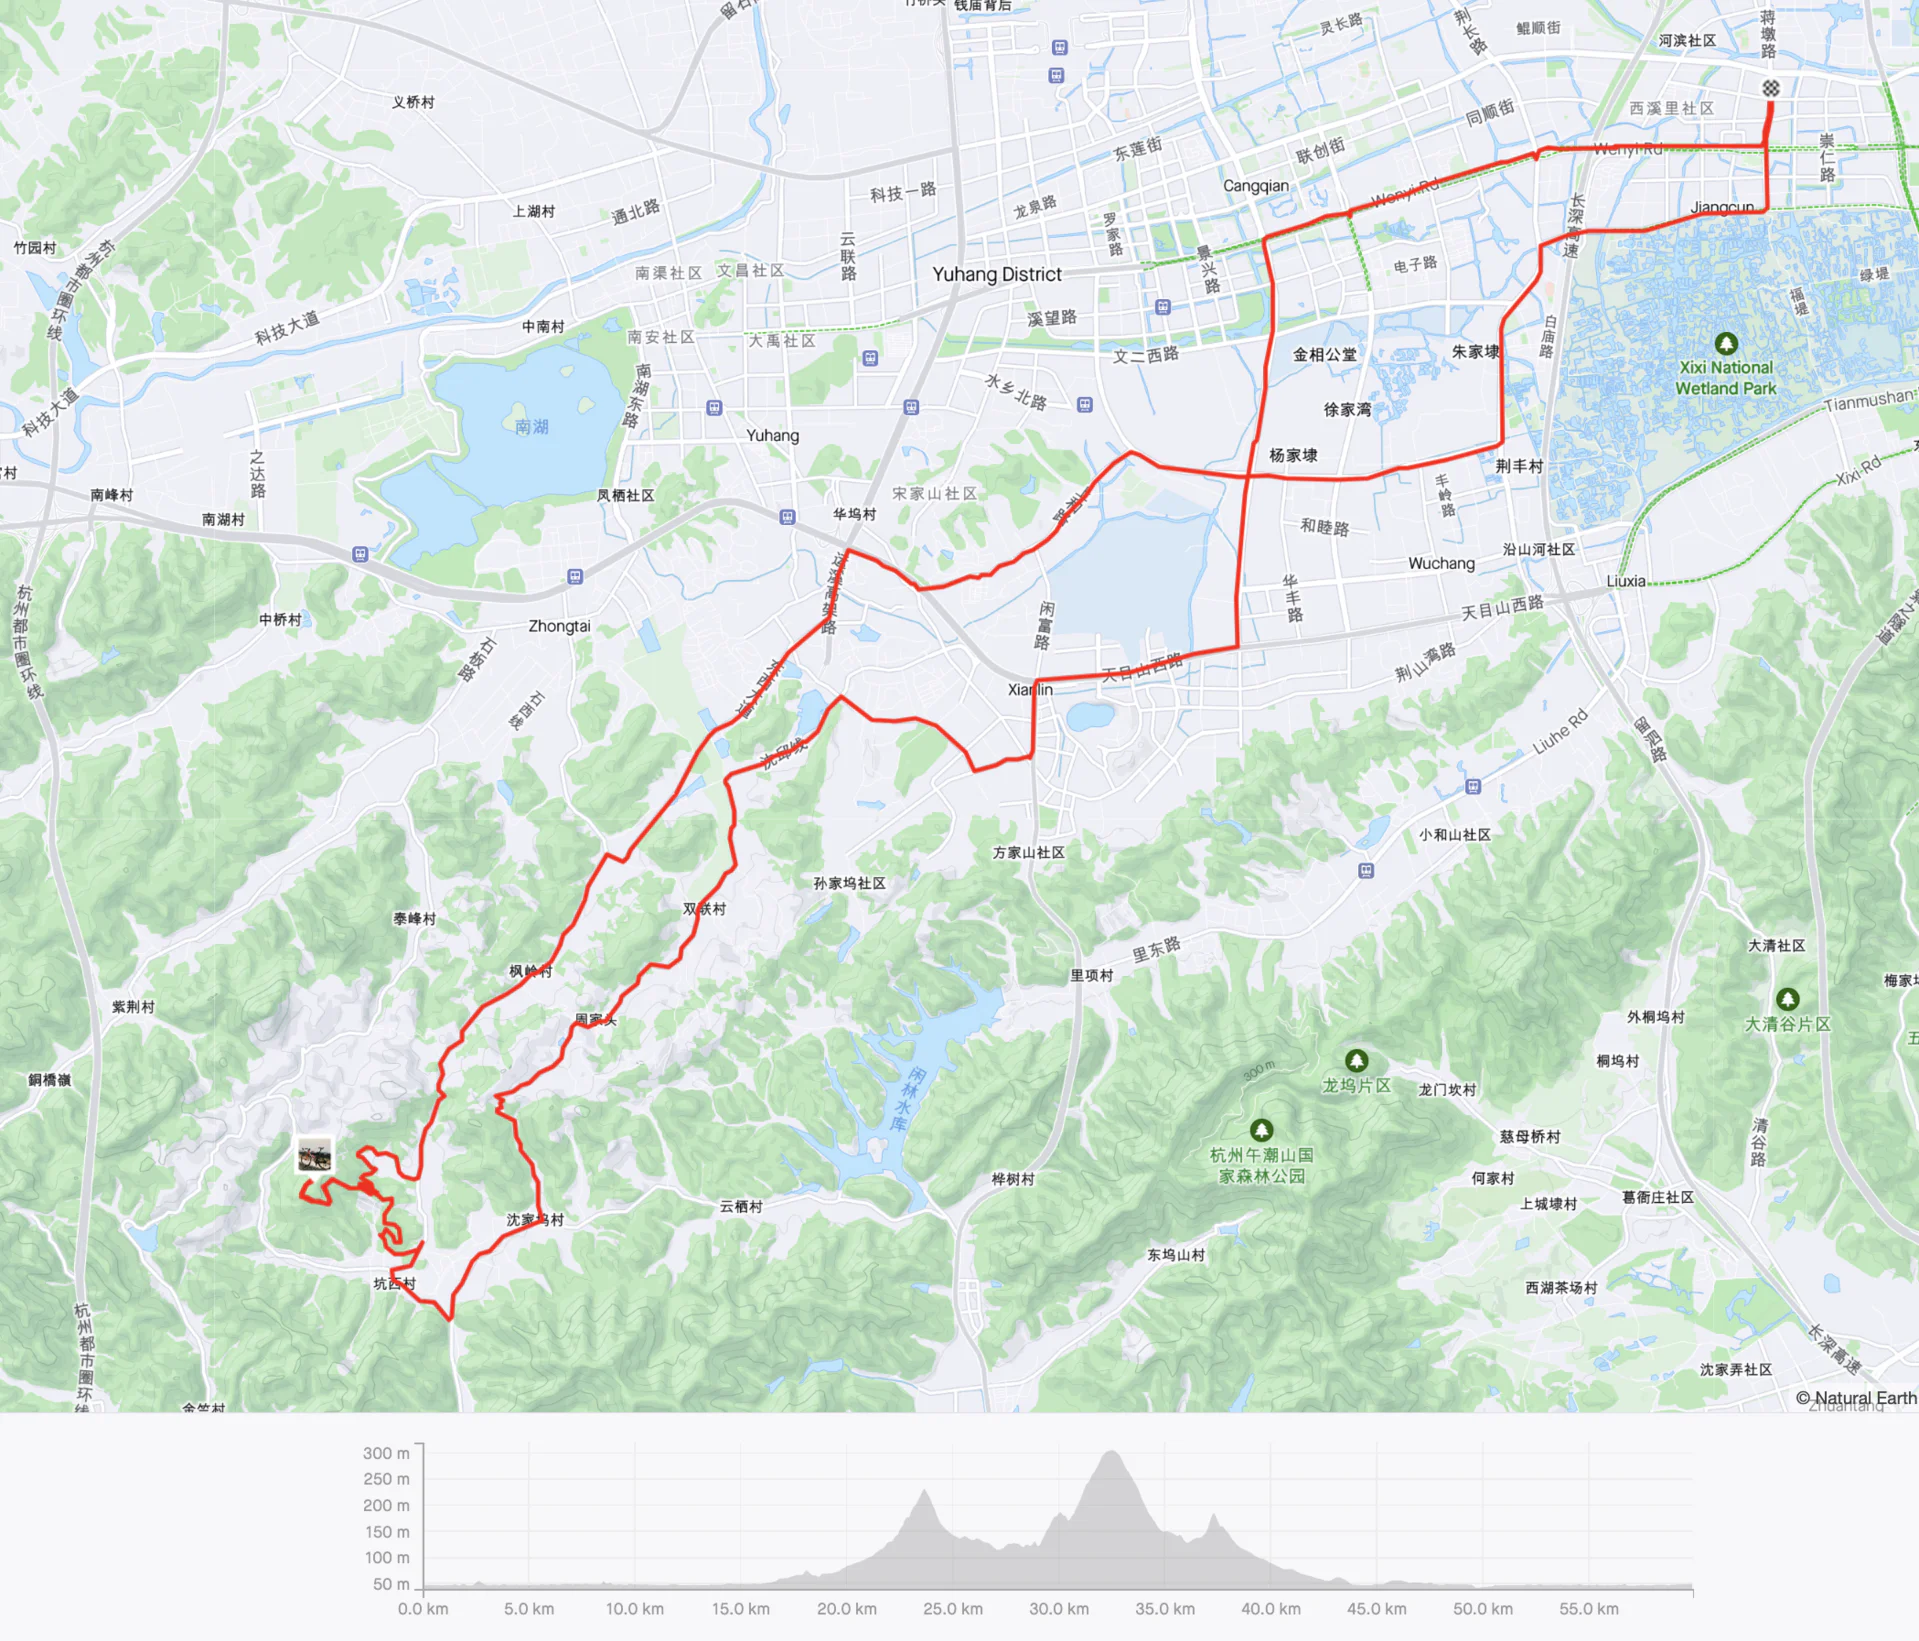 钱庙背后
蒋墩路
灵长路
荆长路
鲲顺街
河滨社区
义桥村
西溪里社区
同顺街
东莲街
联创街
Wenyi Rd
崇仁路
Cangqian
科技一路
Wenyi Rd
上湖村
通北路
龙泉路
罗家路
Jiangcun
长深高速
竹园村
杭州都市圈环线
云联路
南渠社区
文昌社区
Yuhang District
景兴路
电子路
绿堤
福堤
科技大道
中南村
南安社区
大禹社区
溪望路
文二西路
金相公堂
朱家埭
白庙路
Xixi National
Wetland Park
南湖东路
水乡北路
科技大道
徐家湾
Tianmushan
南湖
Yuhang
杨家埭
荆丰村
Xixi Rd
之达路
南峰村
凤栖社区
宋家山社区
丰岭路
南湖村
华坞村
和睦路
沿山河社区
Wuchang
Liuxia
杭州都市圈环线
中桥村
Zhongtai
闲富路
华丰路
天目山西路
石板路
天目山西路
荆山湾路
Xianlin
石西线
Liuhe Rd
留泗路
小和山社区
方家山社区
孙家坞社区
双联村
泰峰村
里东路
大清社区
枫岭村
里项村
紫荆村
大清谷片区
周家头
外桐坞村
桐坞村
300 m
龙坞片区
龙门坎村
銅橋嶺
闲林水库
慈母桥村
清谷路
杭州午潮山国
家森林公园
桦树村
何家村
葛衙庄社区
上城埭村
云栖村
沈家坞村
东坞山村
坑西村
西湖茶场村
杭州都市圈环线
长深高速
沈家弄社区
© Natural Earth
Zhuantang
300 m
250 m
200 m
150 m
100 m
50 m
0.0 km
5.0 km
10.0 km
15.0 km
20.0 km
25.0 km
30.0 km
35.0 km
40.0 km
45.0 km
50.0 km
55.0 km